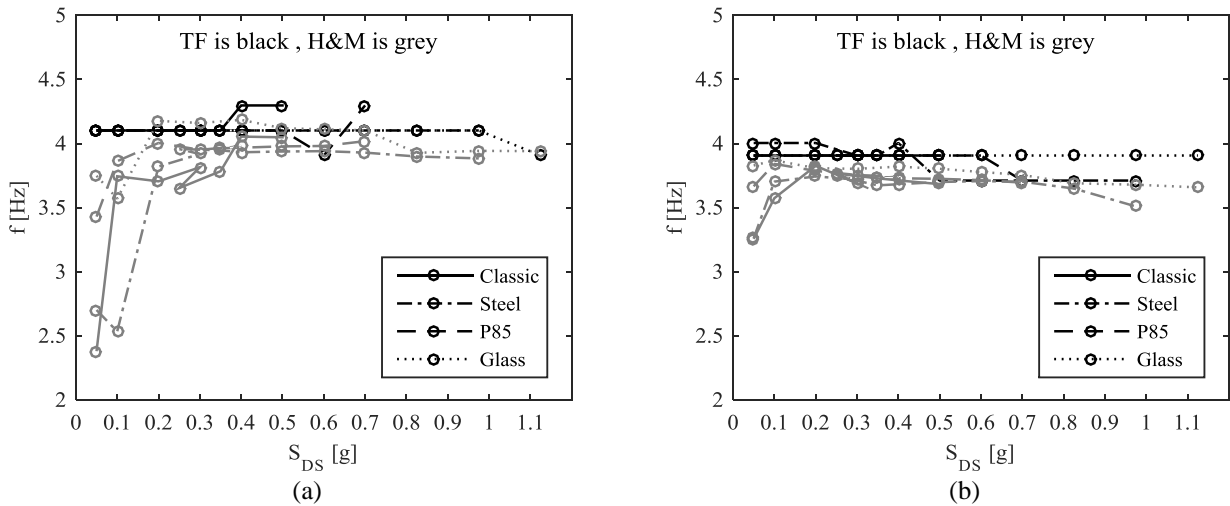 TF is black , H&M is grey
5
4.5
4
3.5
3
2.5
2
f [Hz]
Classic
Steel
P85
Glass
0 0.1 0.2 0.3 0.4 0.5 0.6 0.7 0.8 0.9 1 1.1
S_DS [g]
(a)
TF is black , H&M is grey
5
4.5
4
3.5
3
2.5
2
f [Hz]
Classic
Steel
P85
Glass
0 0.1 0.2 0.3 0.4 0.5 0.6 0.7 0.8 0.9 1 1.1
S_DS [g]
(b)